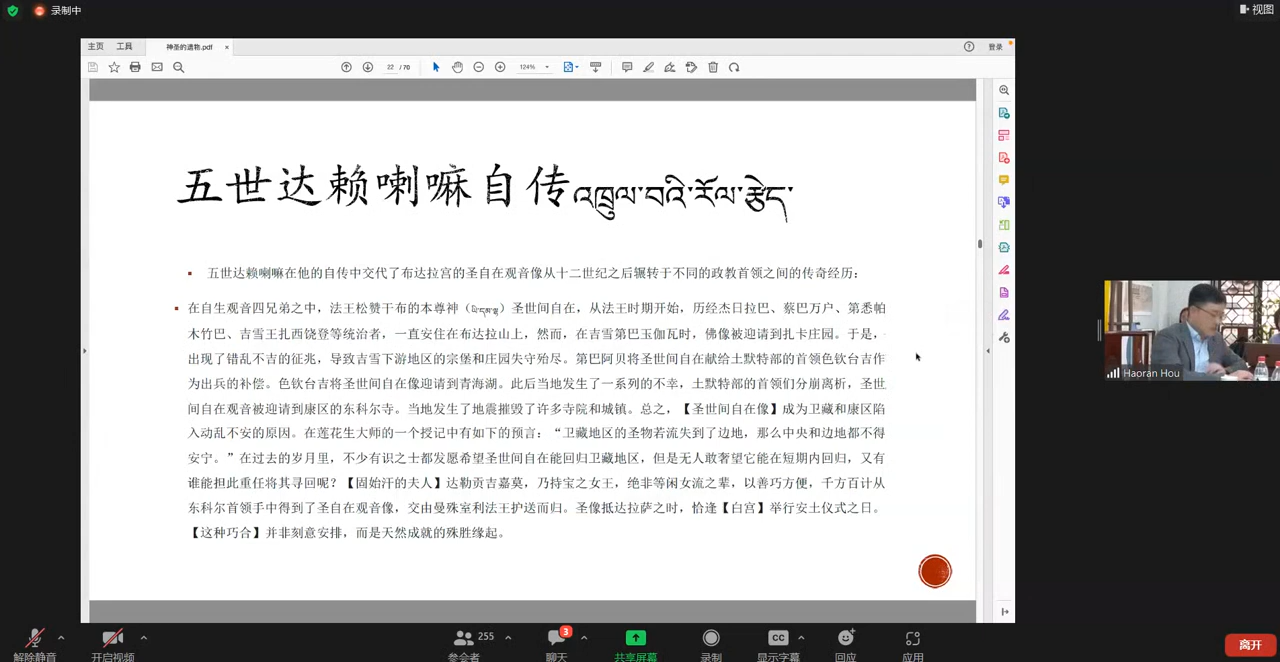 录制中
视图
主页 工具 神圣的遗物.pdf × 登录
22 / 70 124%
五世达赖喇嘛自传འཁྲུལ་བའི་རོལ་རྩེད་
五世达赖喇嘛在他的自传中交代了布达拉宫的圣自在观音像从十二世纪之后辗转于不同的政教首领之间的传奇经历：
在自生观音四兄弟之中，法王松赞干布的本尊神（）圣世间自在，从法王时期开始，历经杰日拉巴、蔡巴万户、第悉帕
木竹巴、吉雪王扎西饶登等统治者，一直安住在布达拉山上，然而，在吉雪第巴玉伽瓦时，佛像被迎请到扎卡庄园。于是，
出现了错乱不吉的征兆，导致吉雪下游地区的宗堡和庄园失守殆尽。第巴阿贝将圣世间自在献给土默特部的首领色钦台吉作
为出兵的补偿。色钦台吉将圣世间自在像迎请到青海湖。此后当地发生了一系列的不幸，土默特部的首领们分崩离析，圣世
间自在观音被迎请到康区的东科尔寺。当地发生了地震摧毁了许多寺院和城镇。总之，【圣世间自在像】成为卫藏和康区陷
入动乱不安的原因。在莲花生大师的一个授记中有如下的预言：“卫藏地区的圣物若流失到了边地，那么中央和边地都不得
安宁。”在过去的岁月里，不少有识之士都发愿希望圣世间自在能回归卫藏地区，但是无人敢奢望它能在短期内回归，又有
谁能担此重任将其寻回呢？【固始汗的夫人】达勒贡吉嘉莫，乃持宝之女王，绝非等闲女流之辈，以善巧方便，千方百计从
东科尔首领手中得到了圣自在观音像，交由曼殊室利法王护送而归。圣像抵达拉萨之时，恰逢【白宫】举行安土仪式之日。
【这种巧合】并非刻意安排，而是天然成就的殊胜缘起。
Haoran Hou
255 3 CC
解除静音 开启视频 参会者 聊天 共享屏幕 录制 显示字幕 回应 应用 离开